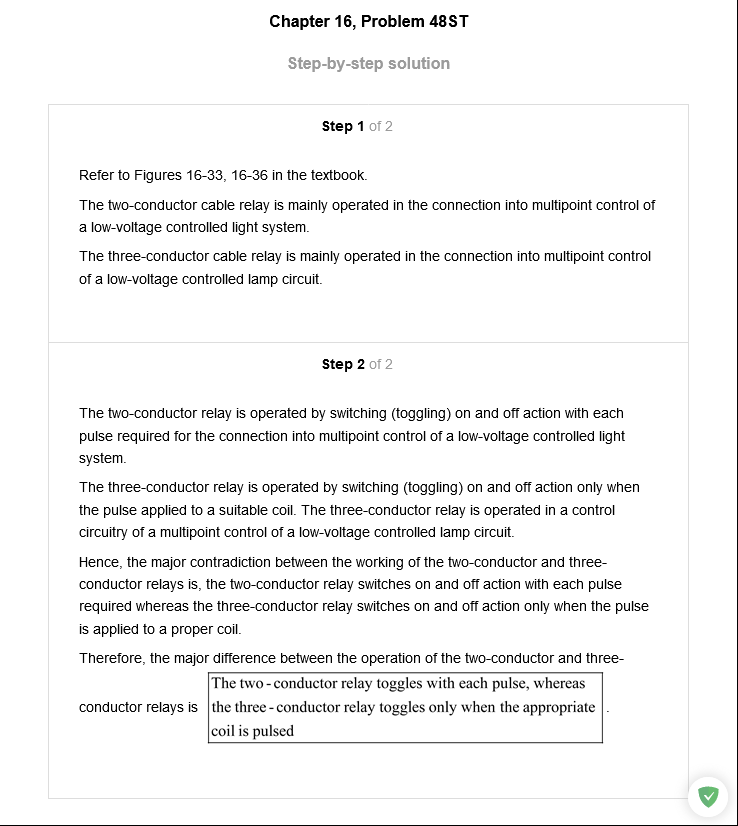 Chapter 16, Problem 48ST
Step-by-step solution
Step 1 of 2
Refer to Figures 16-33, 16-36 in the textbook.
The two-conductor cable relay is mainly operated in the connection into multipoint control of
a low-voltage controlled light system.
The three-conductor cable relay is mainly operated in the connection into multipoint control
of a low-voltage controlled lamp circuit.
Step 2 of 2
The two-conductor relay is operated by switching (toggling) on and off action with each
pulse required for the connection into multipoint control of a low-voltage controlled light
system.
The three-conductor relay is operated by switching (toggling) on and off action only when
the pulse applied to a suitable coil. The three-conductor relay is operated in a control
circuitry of a multipoint control of a low-voltage controlled lamp circuit.
Hence, the major contradiction between the working of the two-conductor and three-
conductor relays is, the two-conductor relay switches on and off action with each pulse
required whereas the three-conductor relay switches on and off action only when the pulse
is applied to a proper coil.
Therefore, the major difference between the operation of the two-conductor and three-
conductor relays is
The two-conductor relay toggles with each pulse, whereas
the three-conductor relay toggles only when the appropriate
coil is pulsed
.